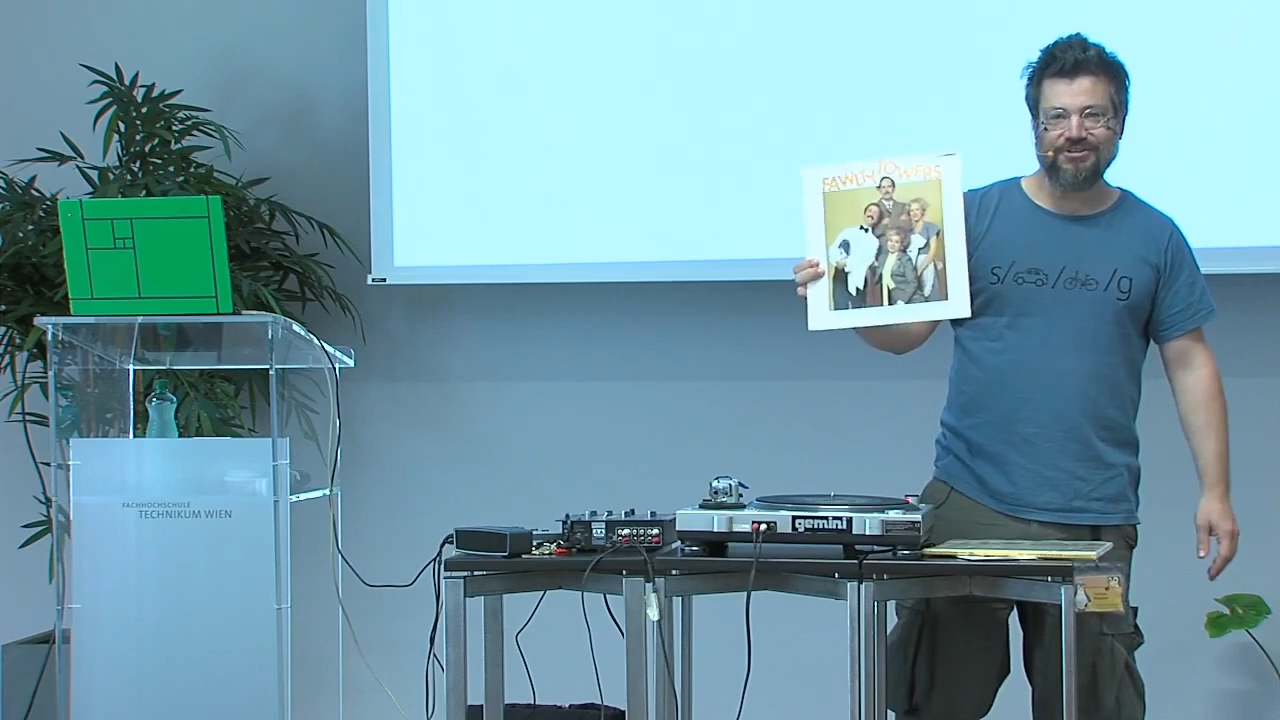 FAWLTY TOWERS
s/ / /g
FACHHOCHSCHULE
TECHNIKUM WIEN
gemini